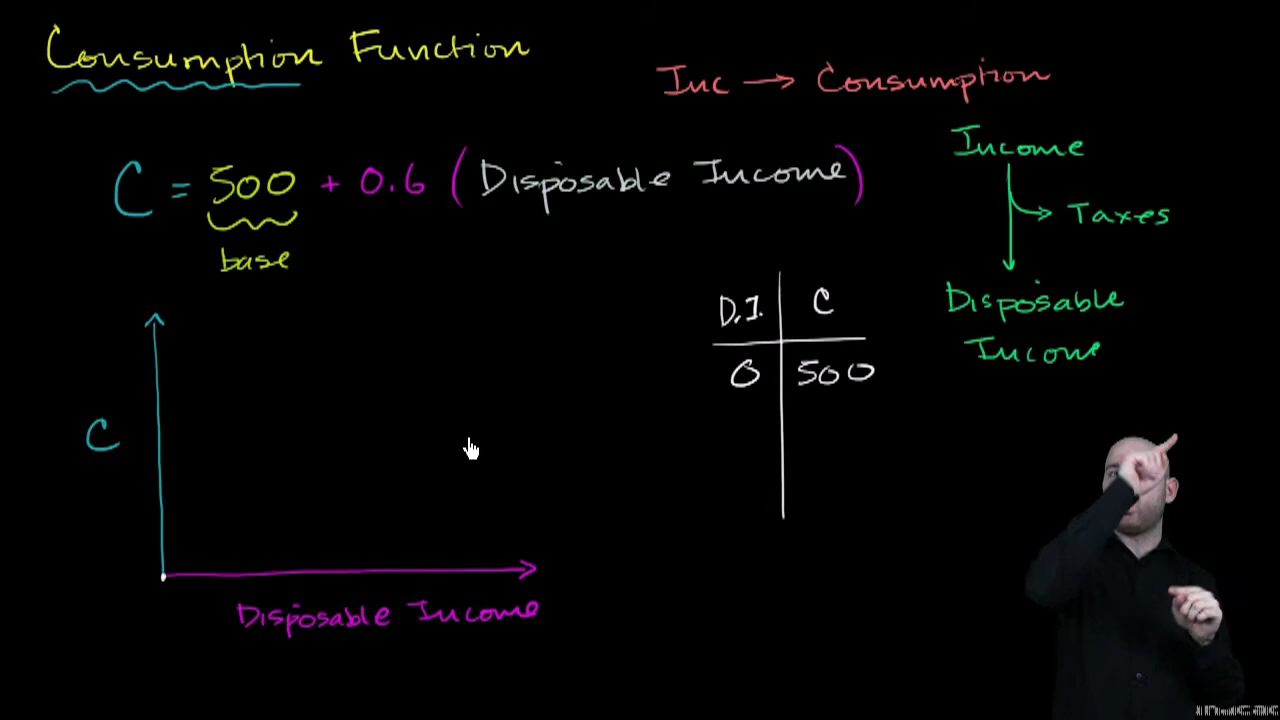 Consumption Function
Inc → Consumption
C = 500 + 0.6 (Disposable Income)
base
Income
Taxes
Disposable
Income
D.I. C
0 500
C
Disposable Income